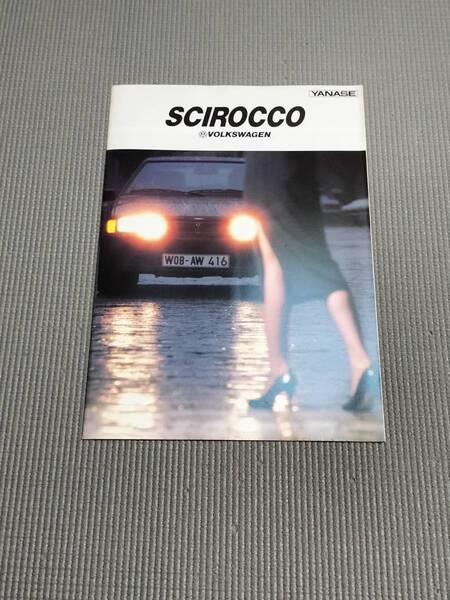 YANASE
SCIROCCO
VOLKSWAGEN
WOB-AW 416